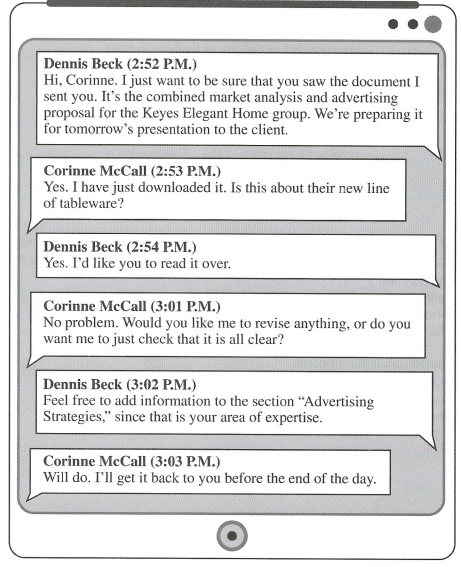 Dennis Beck (2:52 P.M.)
Hi, Corinne. I just want to be sure that you saw the document I
sent you. It's the combined market analysis and advertising
proposal for the Keyes Elegant Home group. We're preparing it
for tomorrow's presentation to the client.
Corinne McCall (2:53 P.M.)
Yes. I have just downloaded it. Is this about their new line
of tableware?
Dennis Beck (2:54 P.M.)
Yes. I'd like you to read it over.
Corinne McCall (3:01 P.M.)
No problem. Would you like me to revise anything, or do you
want me to just check that it is all clear?
Dennis Beck (3:02 P.M.)
Feel free to add information to the section “Advertising
Strategies,” since that is your area of expertise.
Corinne McCall (3:03 P.M.)
Will do. I'll get it back to you before the end of the day.